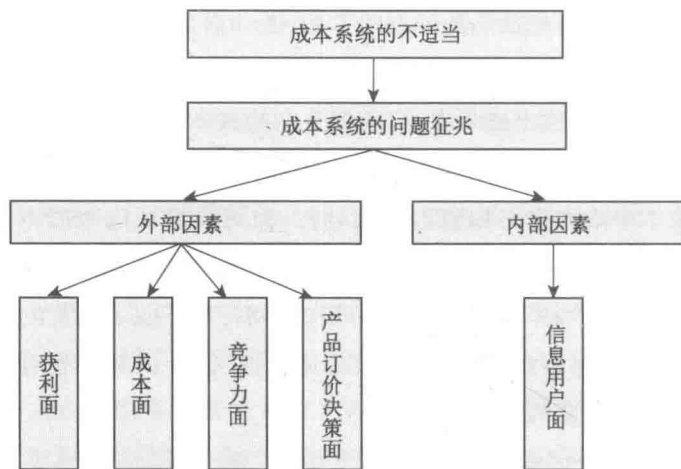 成本系统的不适当
成本系统的问题征兆
外部因素
内部因素
获利面
成本面
竞争力面
产品订价决策面
信息用户面